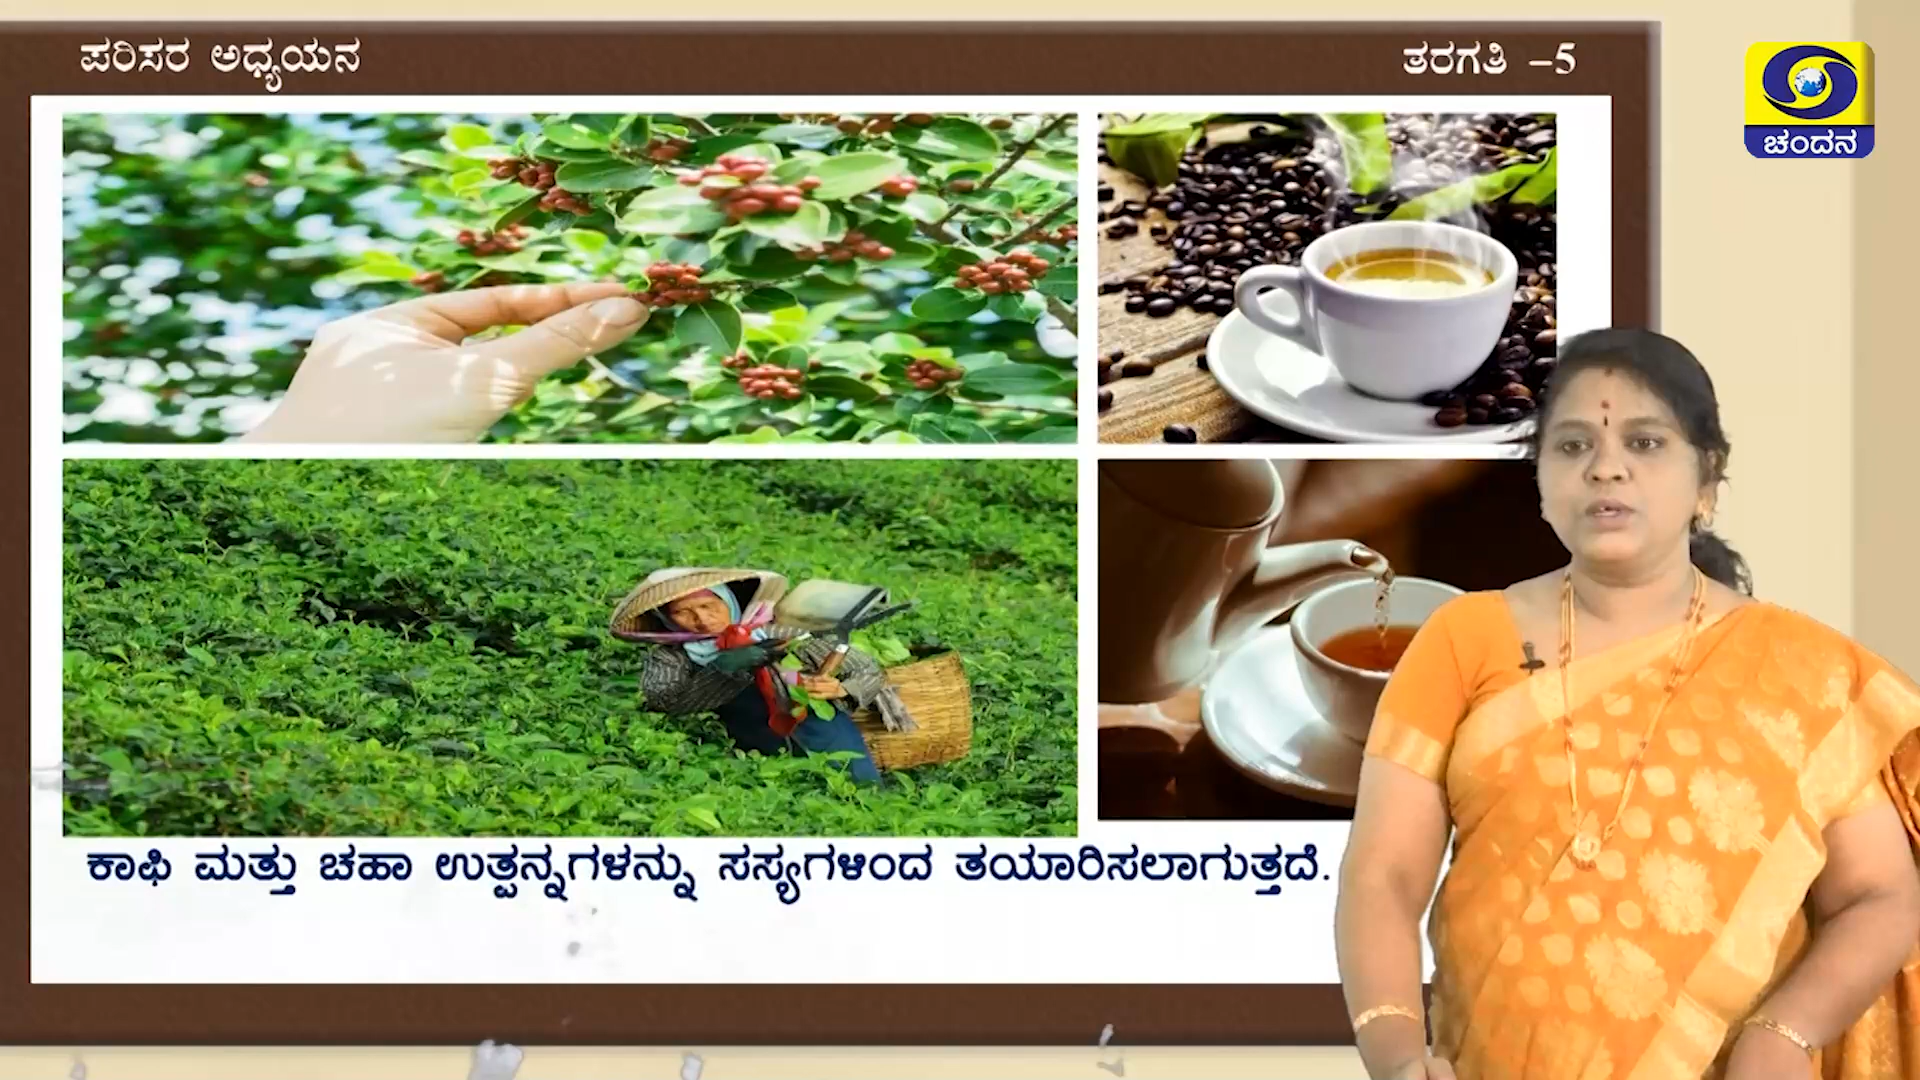 ಪರಿಸರ ಅಧ್ಯಯನ
ತರಗತಿ –5
ಚಂದನ
ಕಾಫಿ ಮತ್ತು ಚಹಾ ಉತ್ಪನ್ನಗಳನ್ನು ಸಸ್ಯಗಳಿಂದ ತಯಾರಿಸಲಾಗುತ್ತದೆ.